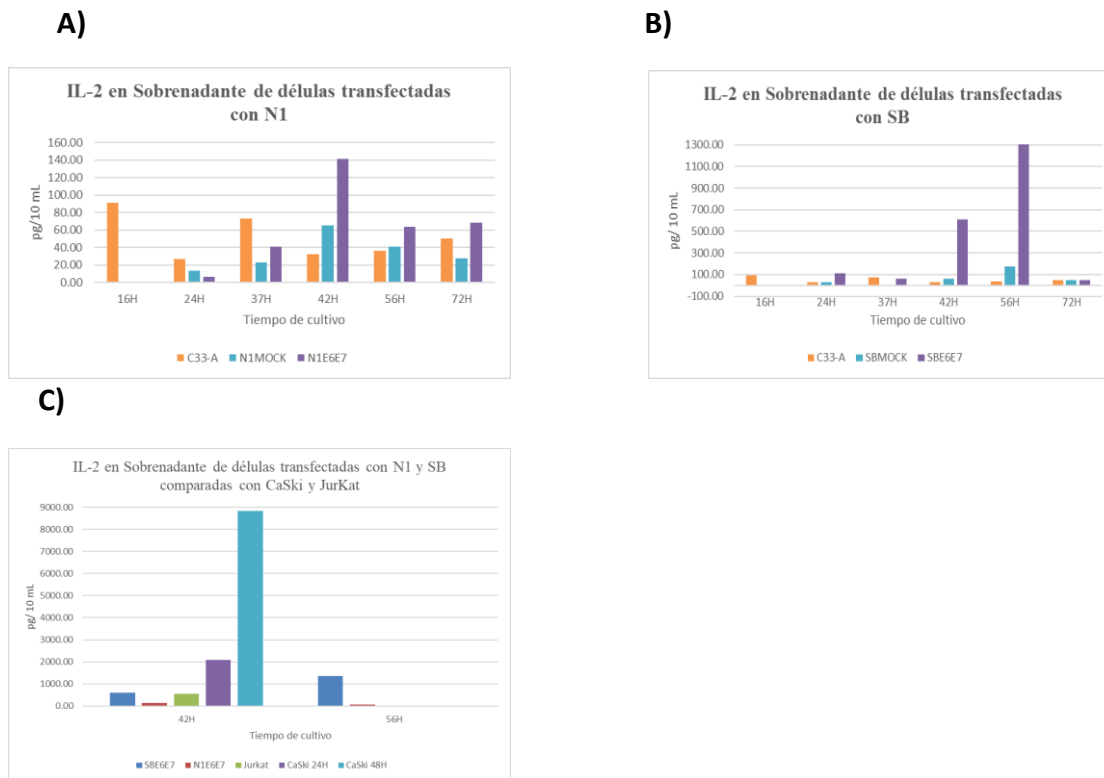 A)
IL-2 en Sobrenadante de délulas transfectadas
con N1
160.00
140.00
120.00
100.00
80.00
60.00
40.00
20.00
0.00
pg/10 mL
16H 24H 37H 42H 56H 72H
Tiempo de cultivo
C33-A N1MOCK N1E6E7
B)
IL-2 en Sobrenadante de délulas transfectadas
con SB
1300.00
1100.00
900.00
700.00
500.00
300.00
100.00
-100.00
pg/ 10 mL
16H 24H 37H 42H 56H 72H
Tiempo de cultivo
C33-A SBMOCK SBE6E7
C)
IL-2 en Sobrenadante de délulas transfectadas con N1 y SB
comparadas con CaSki y JurKat
9000.00
8000.00
7000.00
6000.00
5000.00
4000.00
3000.00
2000.00
1000.00
0.00
pg/ 10 mL
42H 56H
Tiempo de cultivo
SBE6E7 N1E6E7 Jurkat CaSki 24H CaSki 48H